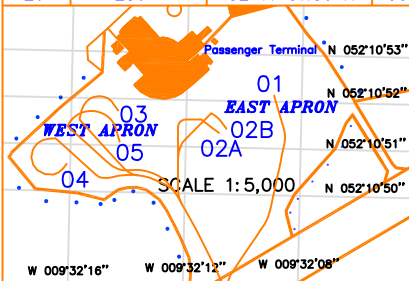 Passenger Terminal
N 052°10'53"
N 052°10'52"
01
EAST APRON
03
WEST APRON
02B
05
02A
N 052°10'51"
04
SCALE 1:5,000
N 052°10'50"
W 009°32'16"
W 009°32'12"
W 009°32'08"